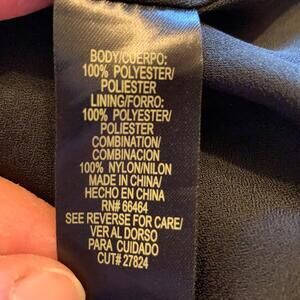 BODY/CUERPO:
100% POLYESTER/
POLIESTER
LINING/FORRO:
100% POLYESTER/
POLIESTER
COMBINATION/
COMBINACION
100% NYLON/NILON
MADE IN CHINA/
HECHO EN CHINA
RN# 66464
SEE REVERSE FOR CARE/
VER AL DORSO
PARA CUIDADO
CUT# 27824